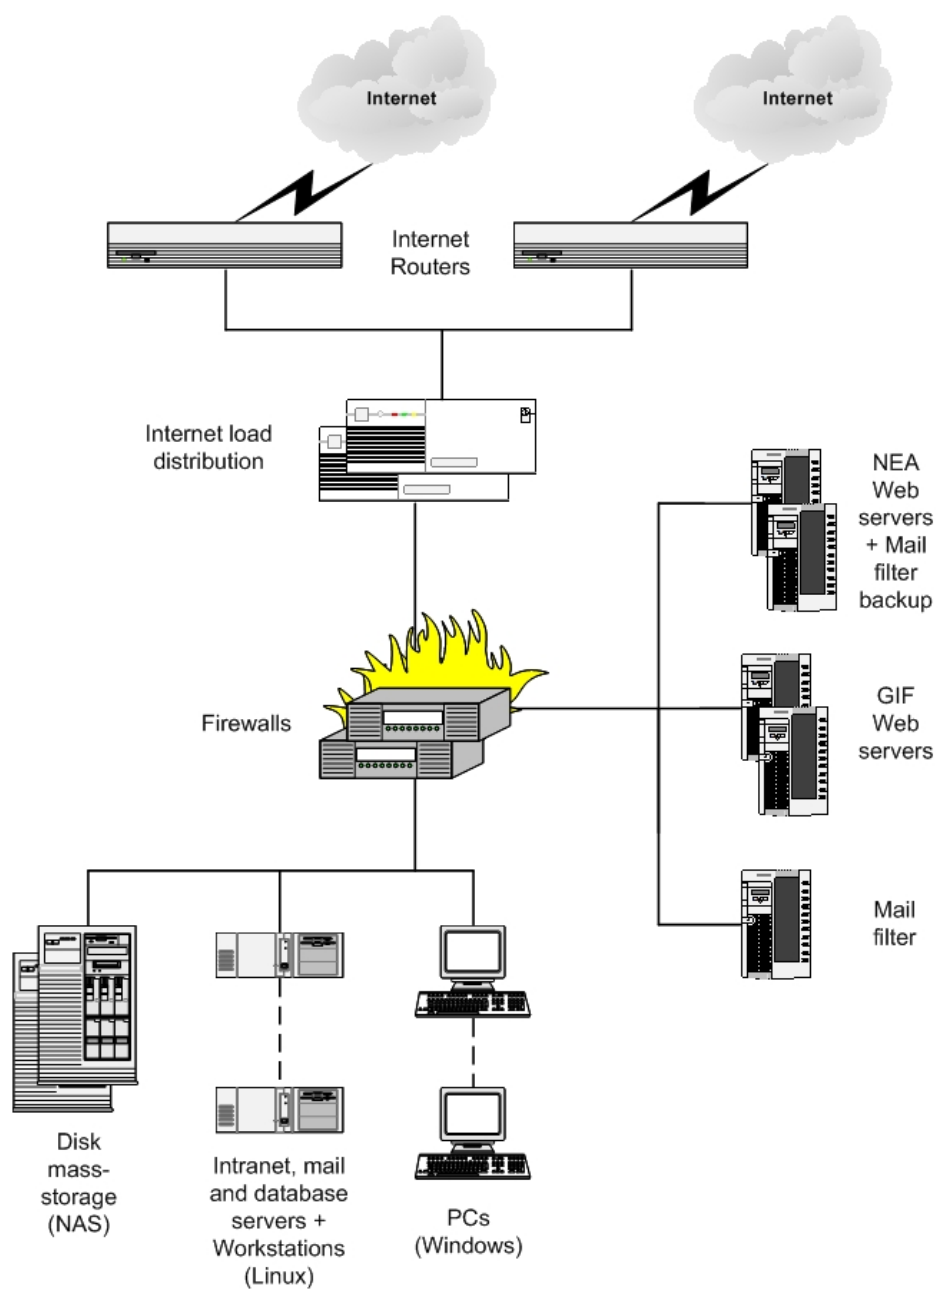 Internet
Internet
Internet
Routers
Internet load
distribution
NEA
Web
servers
+ Mail
filter
backup
Firewalls
GIF
Web
servers
Mail
filter
Disk
mass-
storage
(NAS)
Intranet, mail
and database
servers +
Workstations
(Linux)
PCs
(Windows)